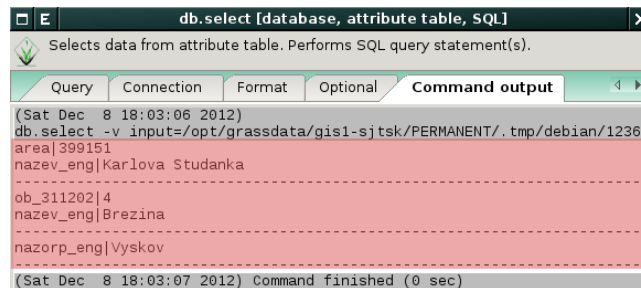 E db.select [database, attribute table, SQL]
Selects data from attribute table. Performs SQL query statement(s).
Query Connection Format Optional Command output
(Sat Dec  8 18:03:06 2012)
db.select -v input=/opt/grassdata/gis1-sjtsk/PERMANENT/.tmp/debian/1236
area|399151
nazev_eng|Karlova Studanka
--------------------------------------------------------------------------------
ob_311202|4
nazev_eng|Brezina
--------------------------------------------------------------------------------
nazorp_eng|Vyskov
--------------------------------------------------------------------------------
(Sat Dec  8 18:03:07 2012) Command finished (0 sec)